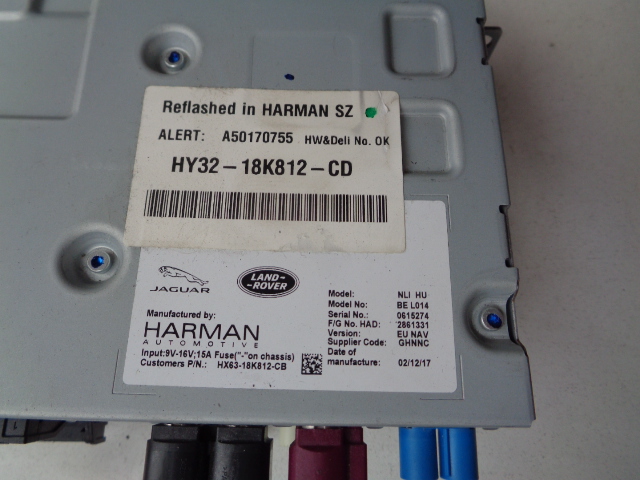 Reflashed in HARMAN SZ
ALERT: A50170755 HW&Deli No. OK
HY32-18K812-CD
JAGUAR
LAND-ROVER
Manufactured by:
HARMAN
AUTOMOTIVE
Input:9V-16V;15A Fuse("-"on chassis)
Customers P/N.: HX63-18K812-CB
Model: NLI HU
Model No: BE L014
Serial No.: 0615274
F/G No. HAD: 2861331
Version: EU NAV
Supplier Code: GHNNC
Date of
manufacture: 02/12/17